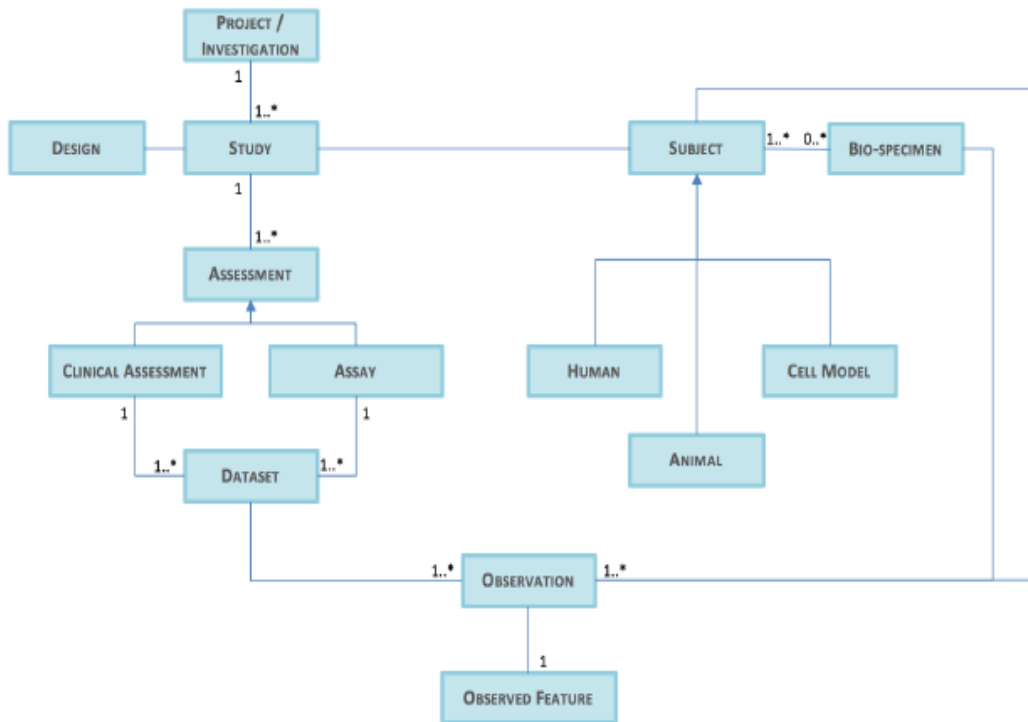 PROJECT /
INVESTIGATION
1
1..*
DESIGN
STUDY
SUBJECT
1..*
0..*
BIO-SPECIMEN
1
1..*
ASSESSMENT
CLINICAL ASSESSMENT
ASSAY
HUMAN
CELL MODEL
1
1
1..*
DATASET
1..*
ANIMAL
1..*
OBSERVATION
1..*
1
OBSERVED FEATURE